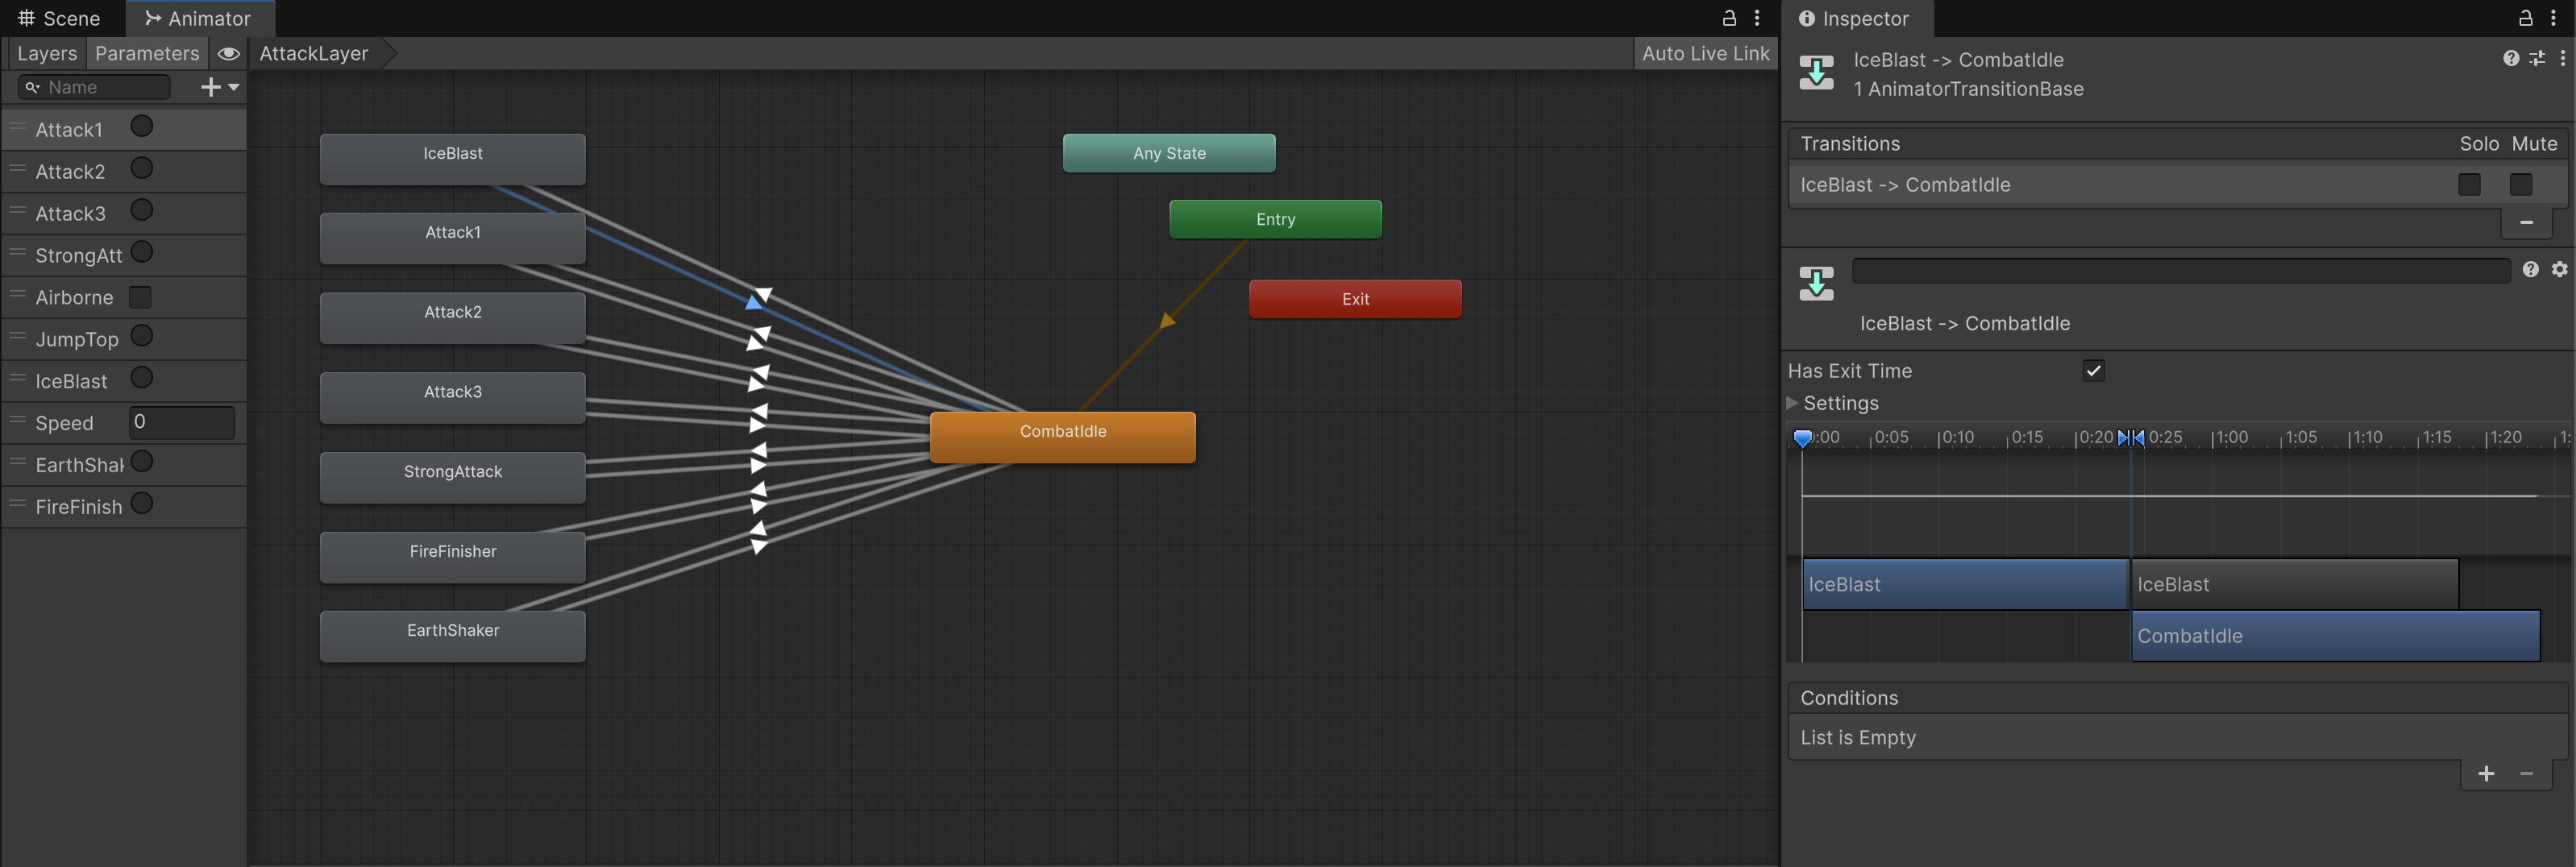 Scene
Animator
Layers
Parameters
AttackLayer
Auto Live Link
Name
Attack1
Attack2
Attack3
StrongAtt
Airborne
JumpTop
IceBlast
Speed 0
EarthShak
FireFinish
IceBlast
Attack1
Attack2
Attack3
StrongAttack
FireFinisher
EarthShaker
Any State
Entry
Exit
CombatIdle
Inspector
IceBlast -> CombatIdle
1 AnimatorTransitionBase
Transitions Solo Mute
IceBlast -> CombatIdle
IceBlast -> CombatIdle
Has Exit Time
Settings
:00 0:05 0:10 0:15 0:20 0:25 1:00 1:05 1:10 1:15 1:20 1:
IceBlast IceBlast
CombatIdle
Conditions
List is Empty